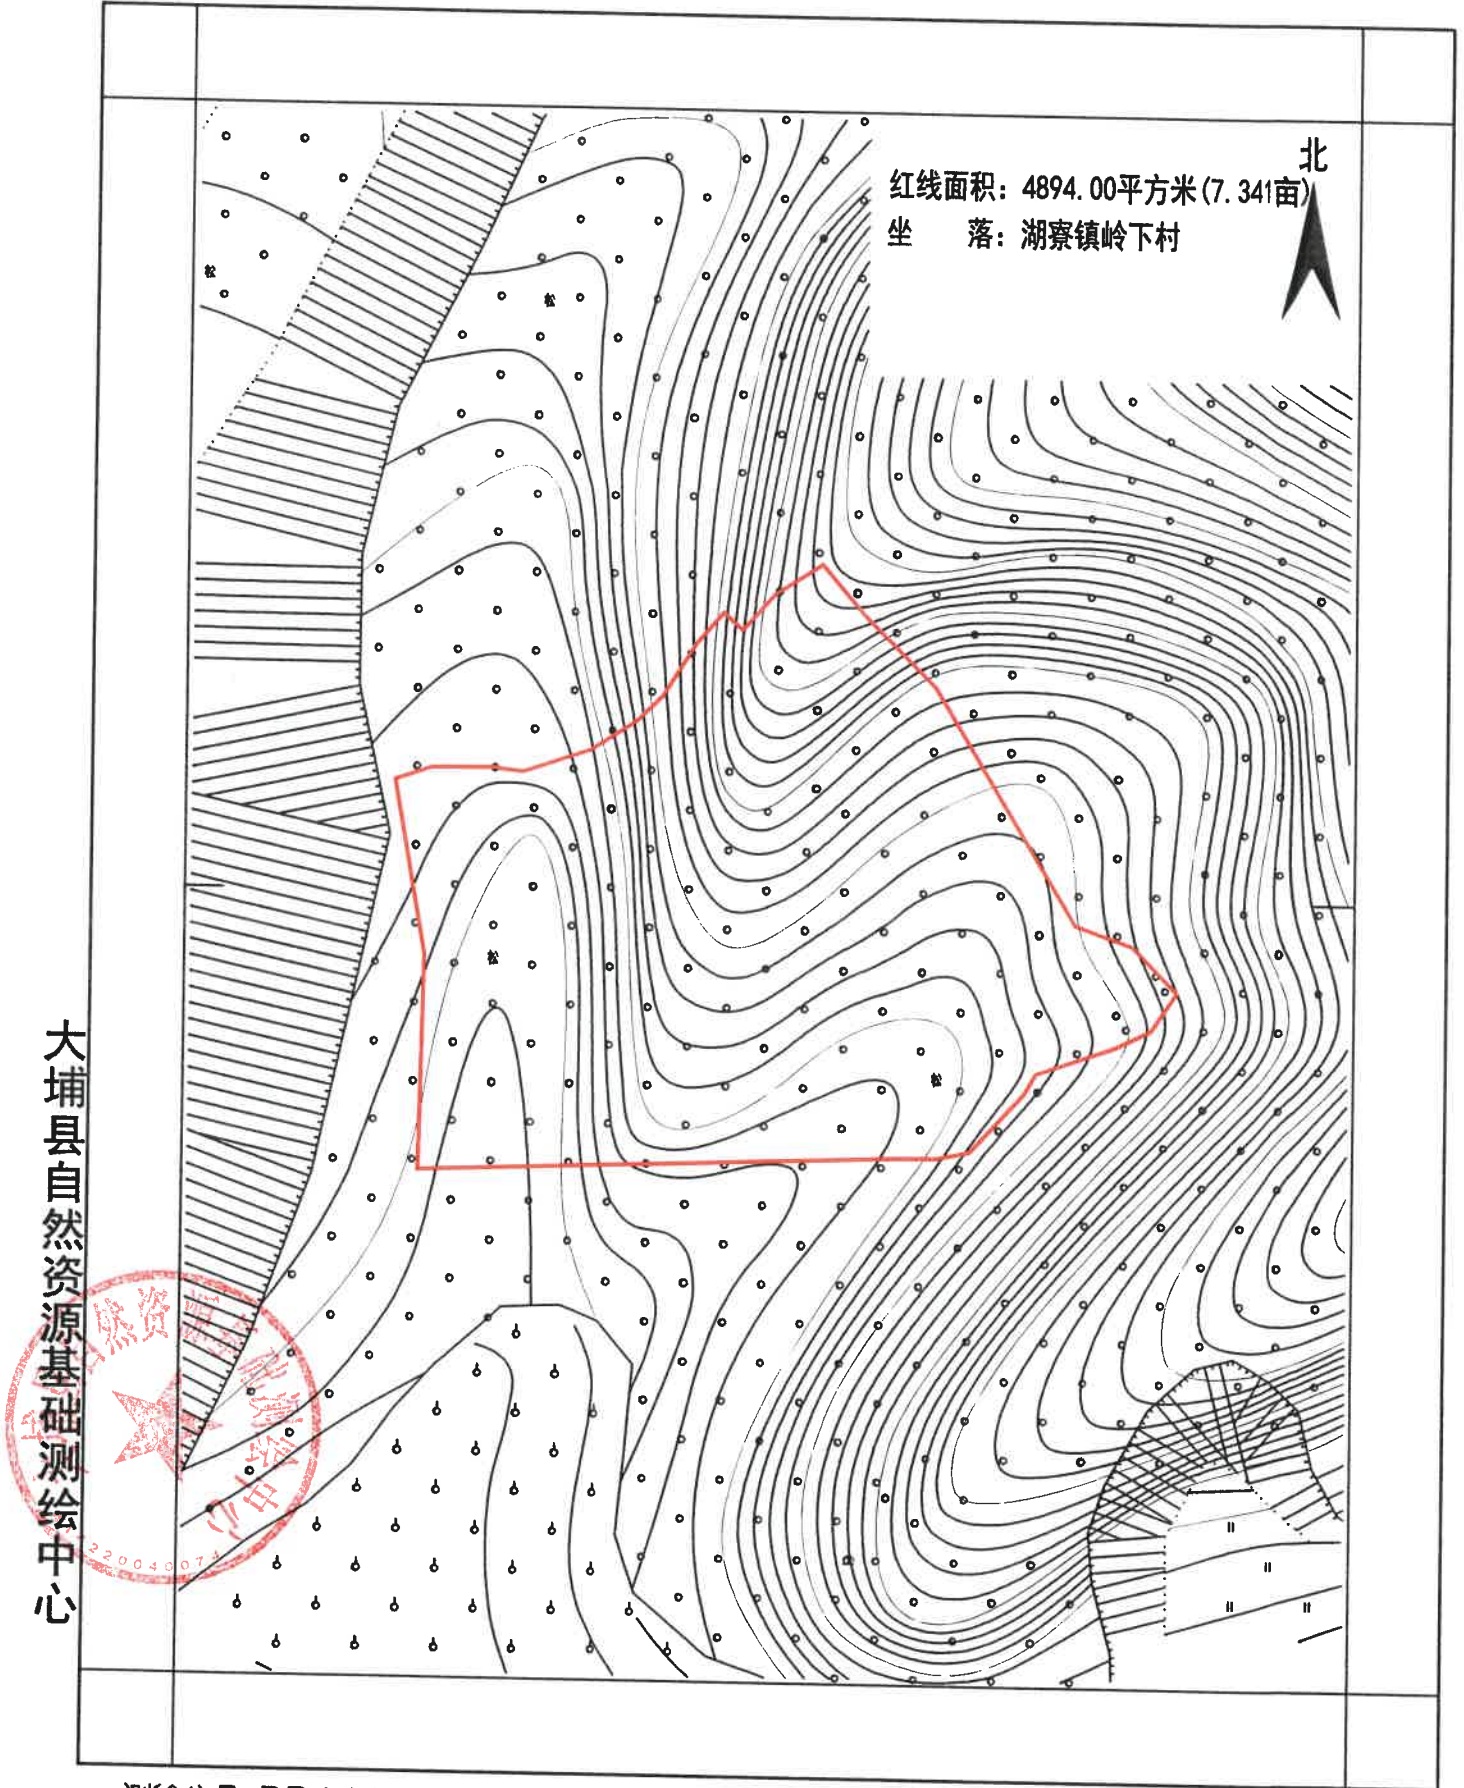 北
红线面积：4894.00平方米(7.341亩)
坐　　落：湖寮镇岭下村
松
松
松
松
大埔县自然资源基础测绘中心